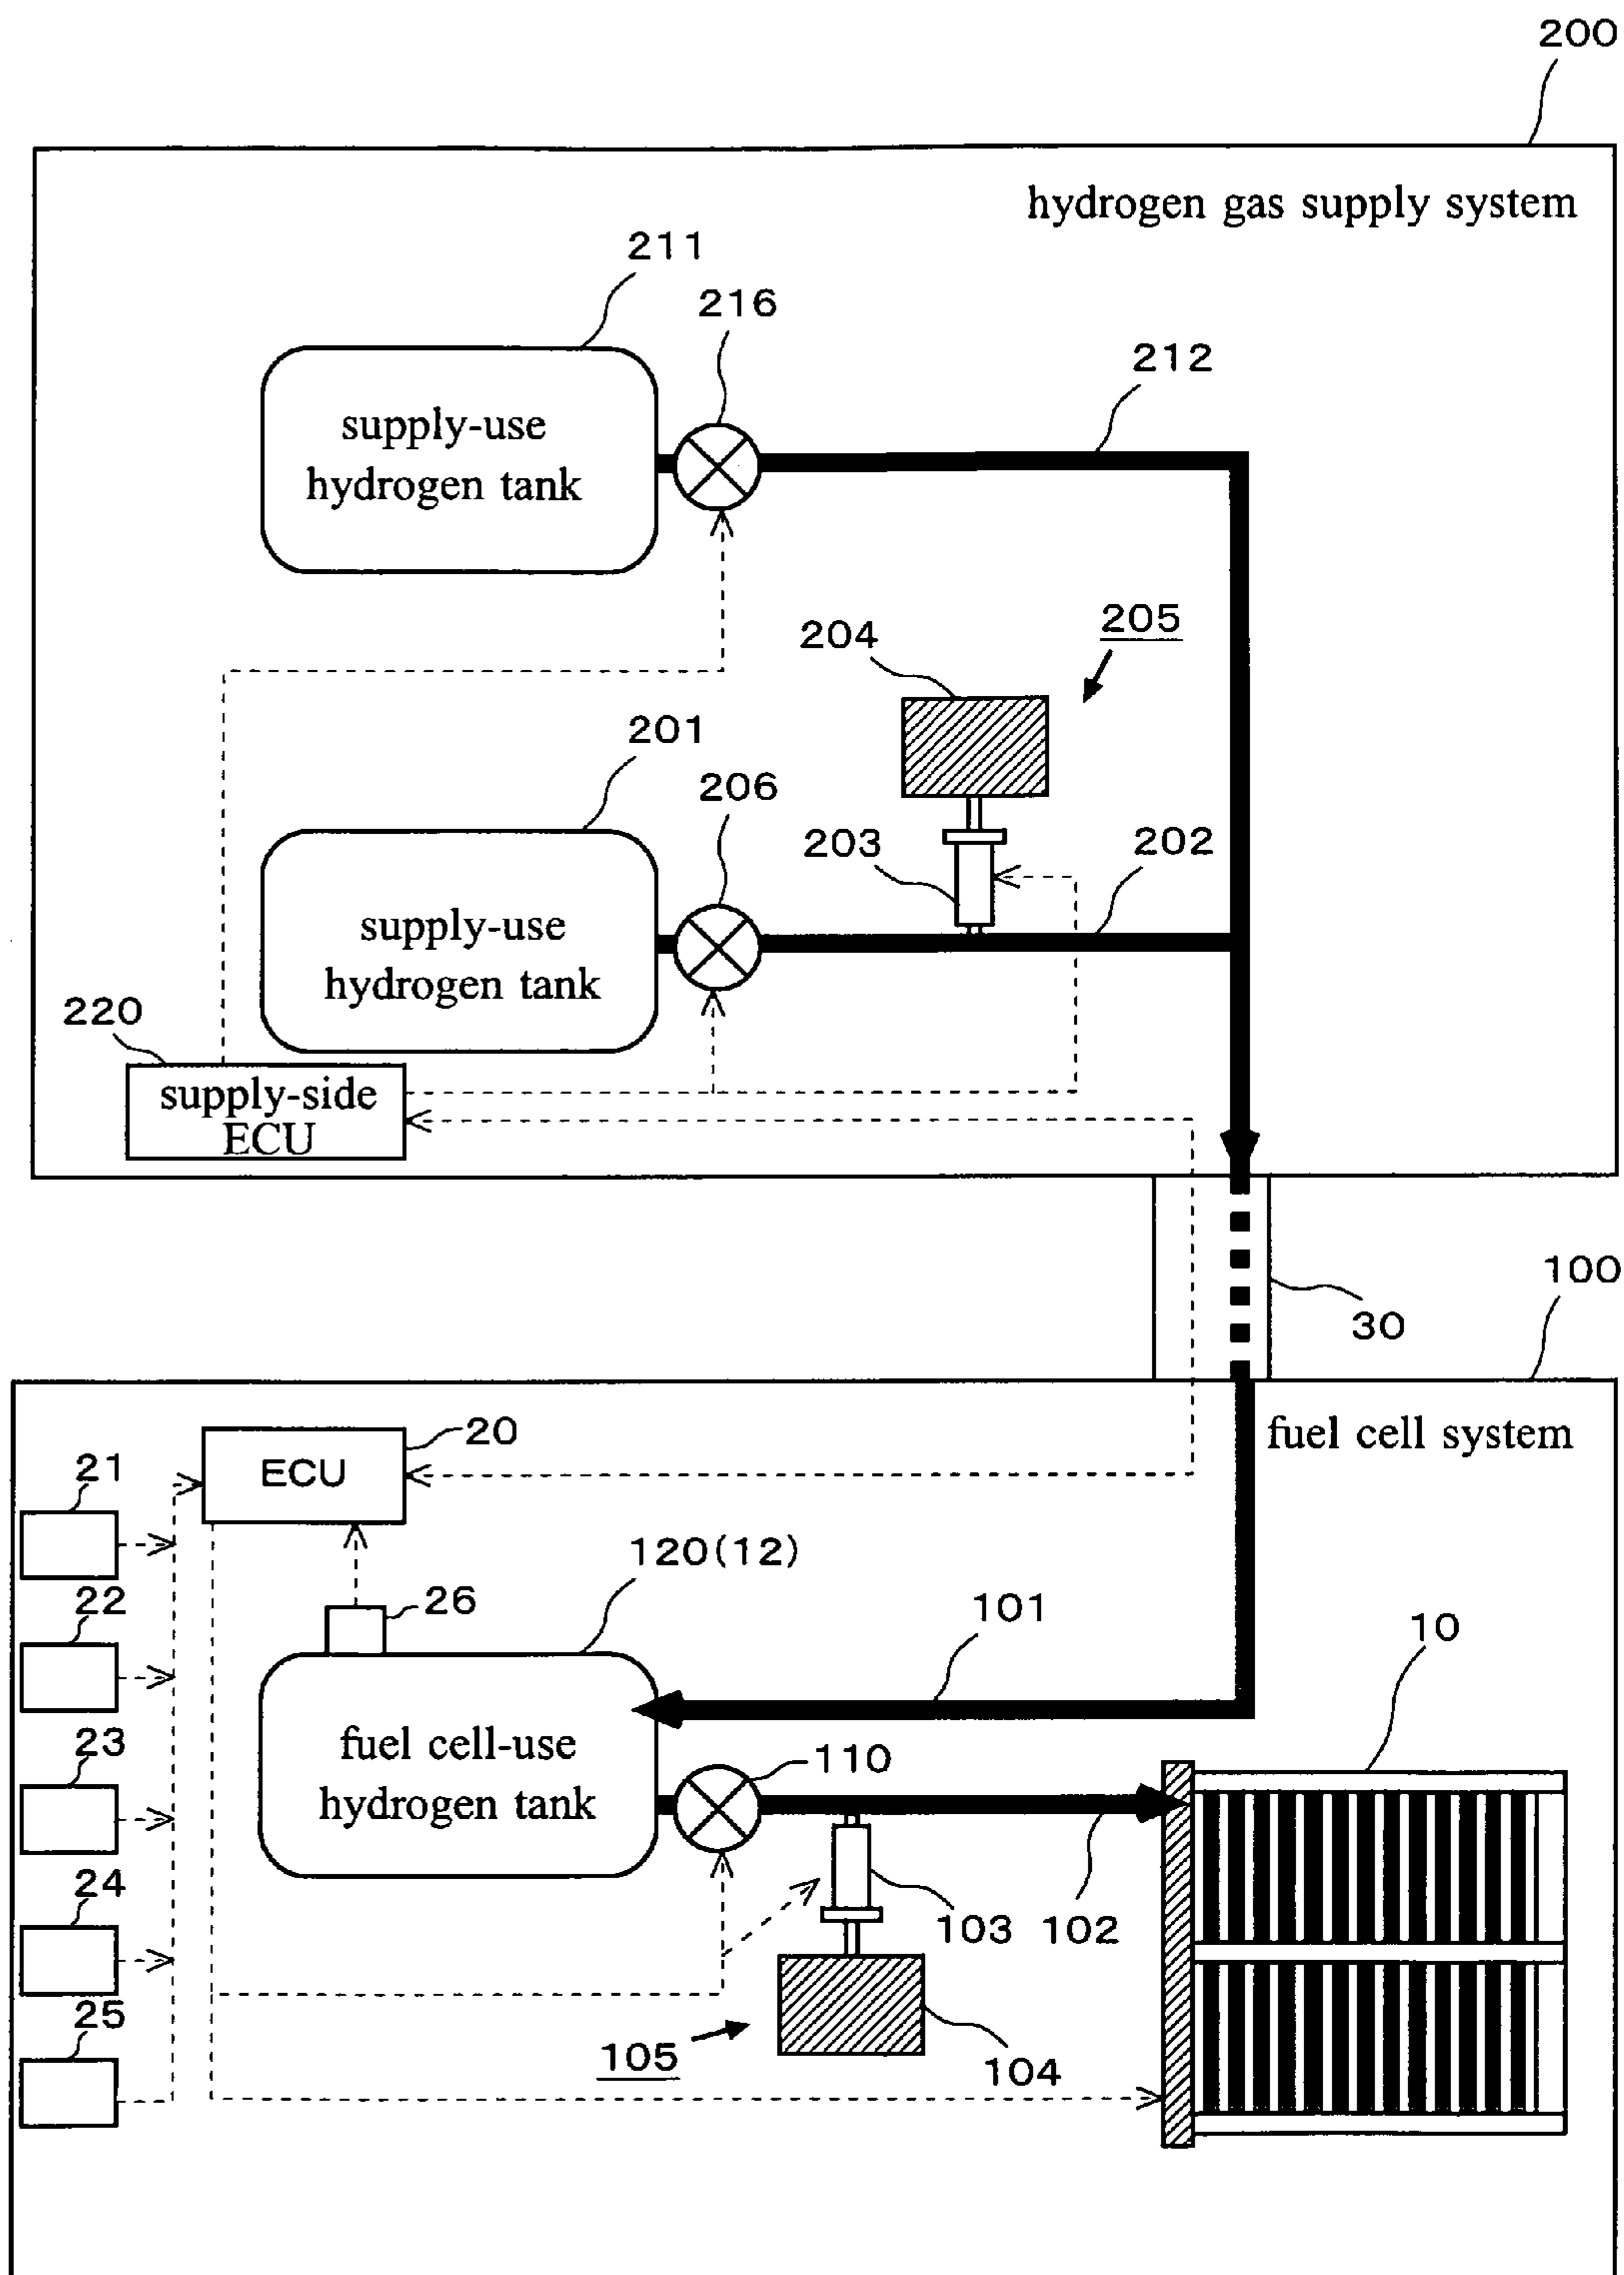 200
hydrogen gas supply system
211
216
212
supply-use
hydrogen tank
204
205
201
206
203
202
supply-use
hydrogen tank
220
supply-side
ECU
100
30
fuel cell system
20
ECU
21
120(12)
26
101
10
22
23
fuel cell-use
hydrogen tank
110
24
103
102
25
105
104